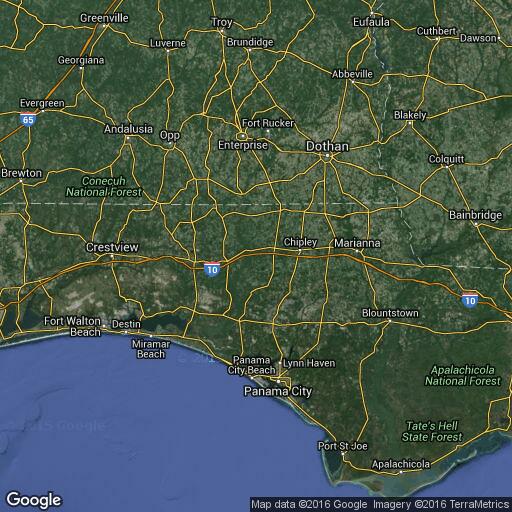 Greenville
Troy
Eufaula
Luverne
Brundidge
Cuthbert
Dawson
Georgiana
Abbeville
Evergreen
65
Fort Rucker
Blakely
Andalusia
Opp
Enterprise
Dothan
Colquitt
Brewton
Conecuh
National Forest
Bainbridge
Crestview
Chipley
Marianna
10
10
Fort Walton
Beach
Destin
Blountstown
Miramar
Beach
Panama
City Beach
Lynn Haven
Panama City
Apalachicola
National Forest
Tate's Hell
State Forest
Port St Joe
Apalachicola
Google
Map data ©2016 Google Imagery ©2016 TerraMetrics